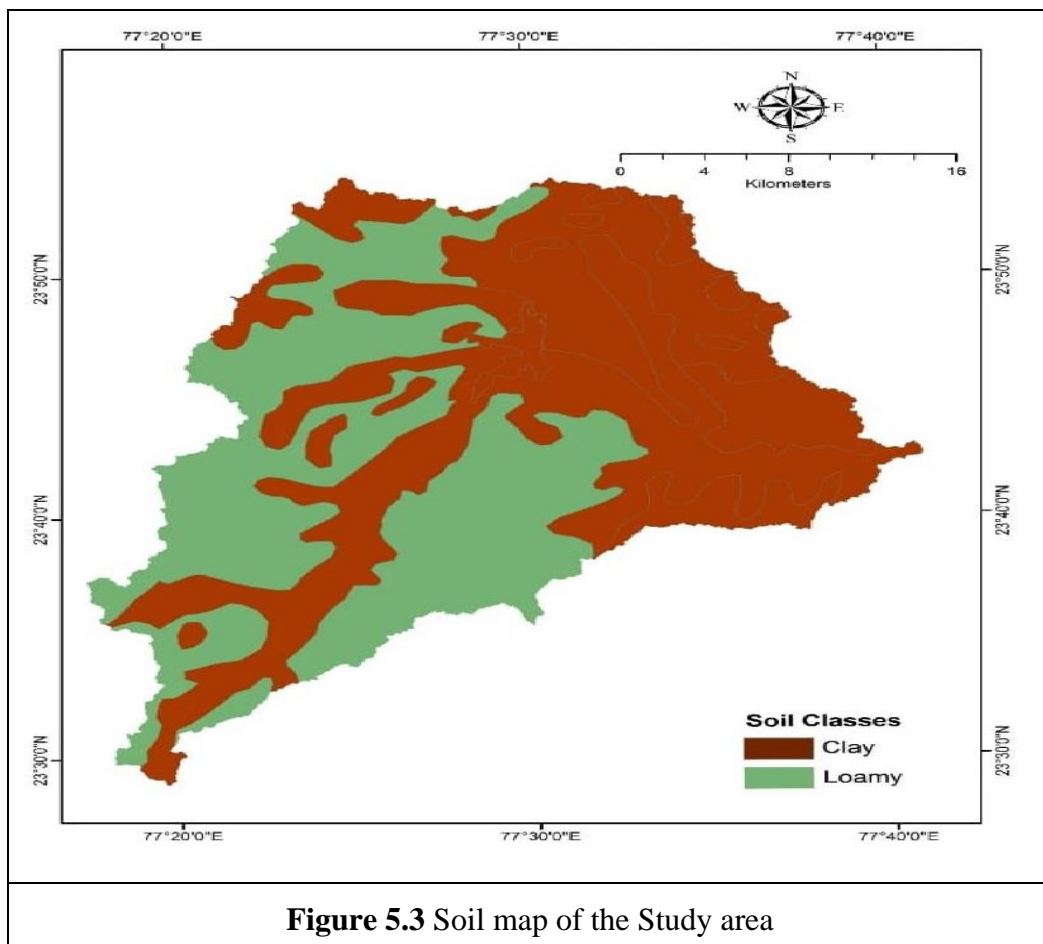 77°20'0"E 77°30'0"E 77°40'0"E
N
W E
S
0 4 8 16
Kilometers
23°50'0"N 23°50'0"N
23°40'0"N 23°40'0"N
Soil Classes
Clay
Loamy
23°30'0"N 23°30'0"N
77°20'0"E 77°30'0"E 77°40'0"E
Figure 5.3 Soil map of the Study area